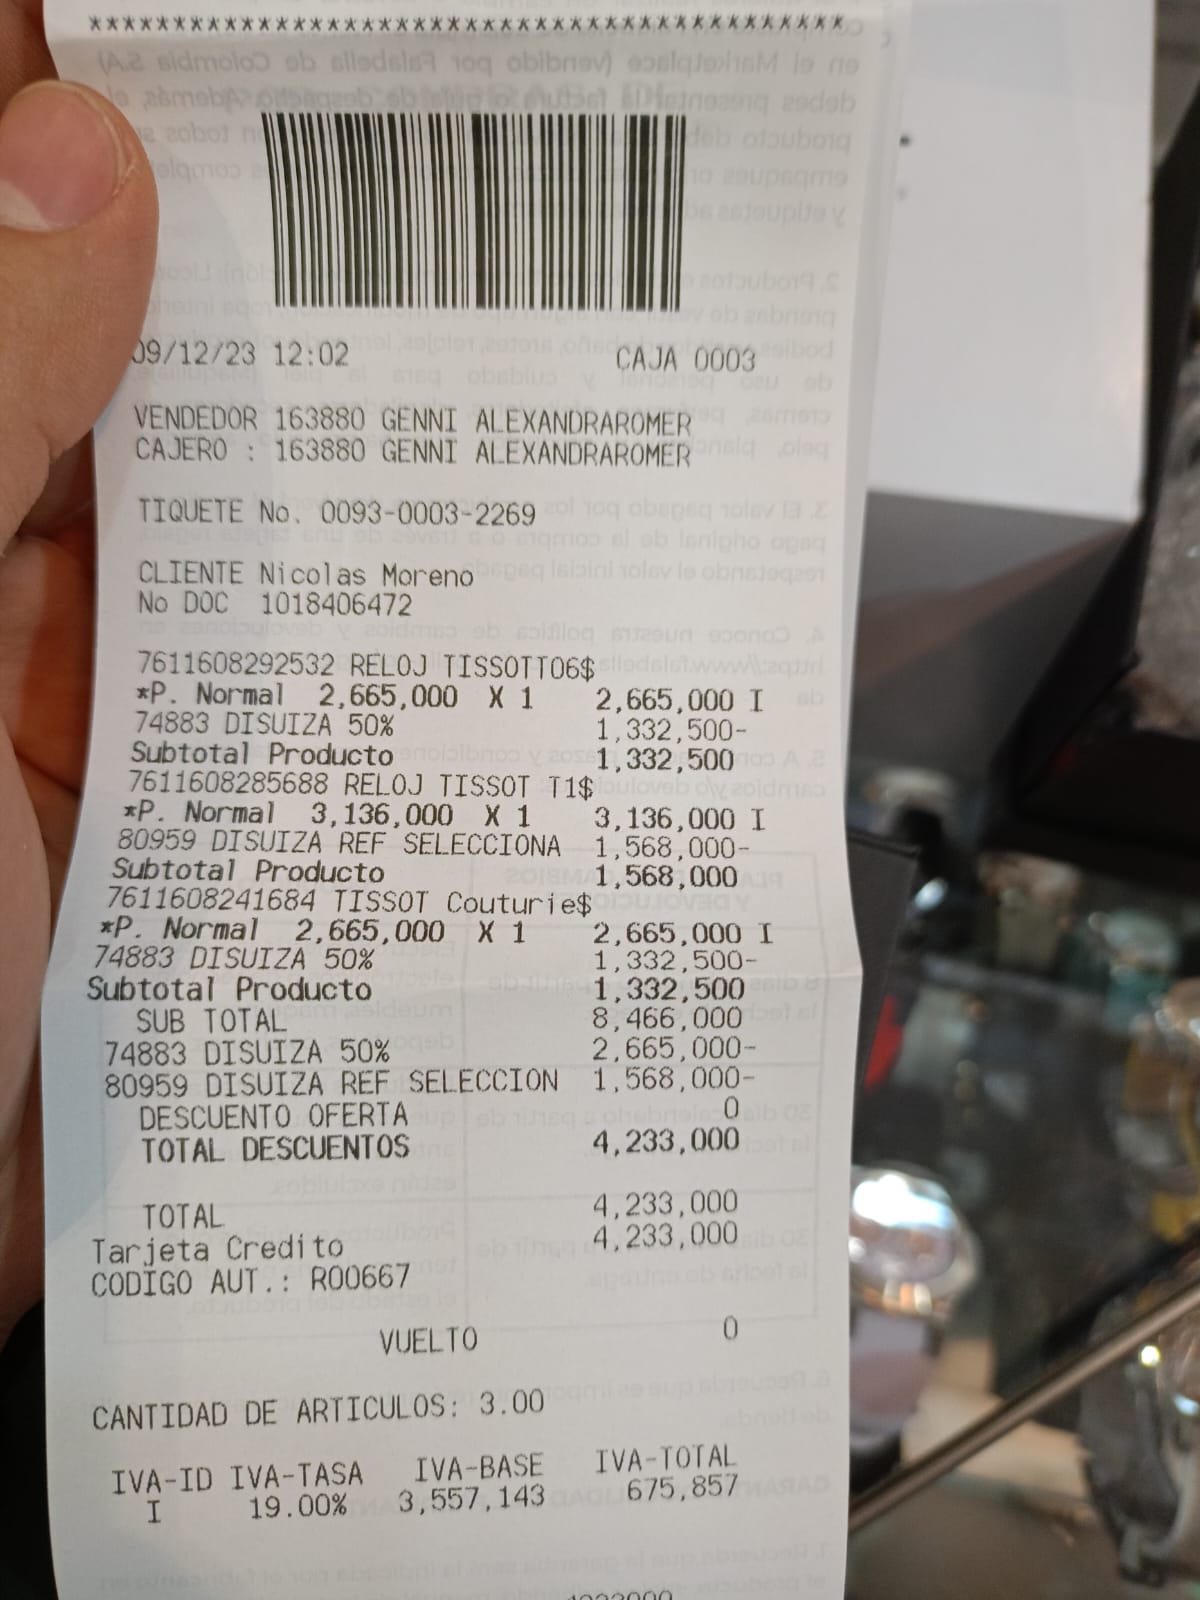 ********************************************
09/12/23 12:02 CAJA 0003
VENDEDOR 163880 GENNI ALEXANDRAROMER
CAJERO : 163880 GENNI ALEXANDRAROMER
TIQUETE No. 0093-0003-2269
CLIENTE Nicolas Moreno
No DOC 1018406472
7611608292532 RELOJ TISSOTT06$
*P. Normal 2,665,000 X 1 2,665,000 I
74883 DISUIZA 50% 1,332,500-
Subtotal Producto 1,332,500
7611608285688 RELOJ TISSOT T1$
*P. Normal 3,136,000 X 1 3,136,000 I
80959 DISUIZA REF SELECCIONA 1,568,000-
Subtotal Producto 1,568,000
7611608241684 TISSOT Couturie$
*P. Normal 2,665,000 X 1 2,665,000 I
74883 DISUIZA 50% 1,332,500-
Subtotal Producto 1,332,500
SUB TOTAL 8,466,000
74883 DISUIZA 50% 2,665,000-
80959 DISUIZA REF SELECCION 1,568,000-
DESCUENTO OFERTA 0
TOTAL DESCUENTOS 4,233,000
TOTAL 4,233,000
Tarjeta Credito 4,233,000
CODIGO AUT.: R00667
VUELTO 0
CANTIDAD DE ARTICULOS: 3.00
IVA-ID IVA-TASA IVA-BASE IVA-TOTAL
I 19.00% 3,557,143 675,857